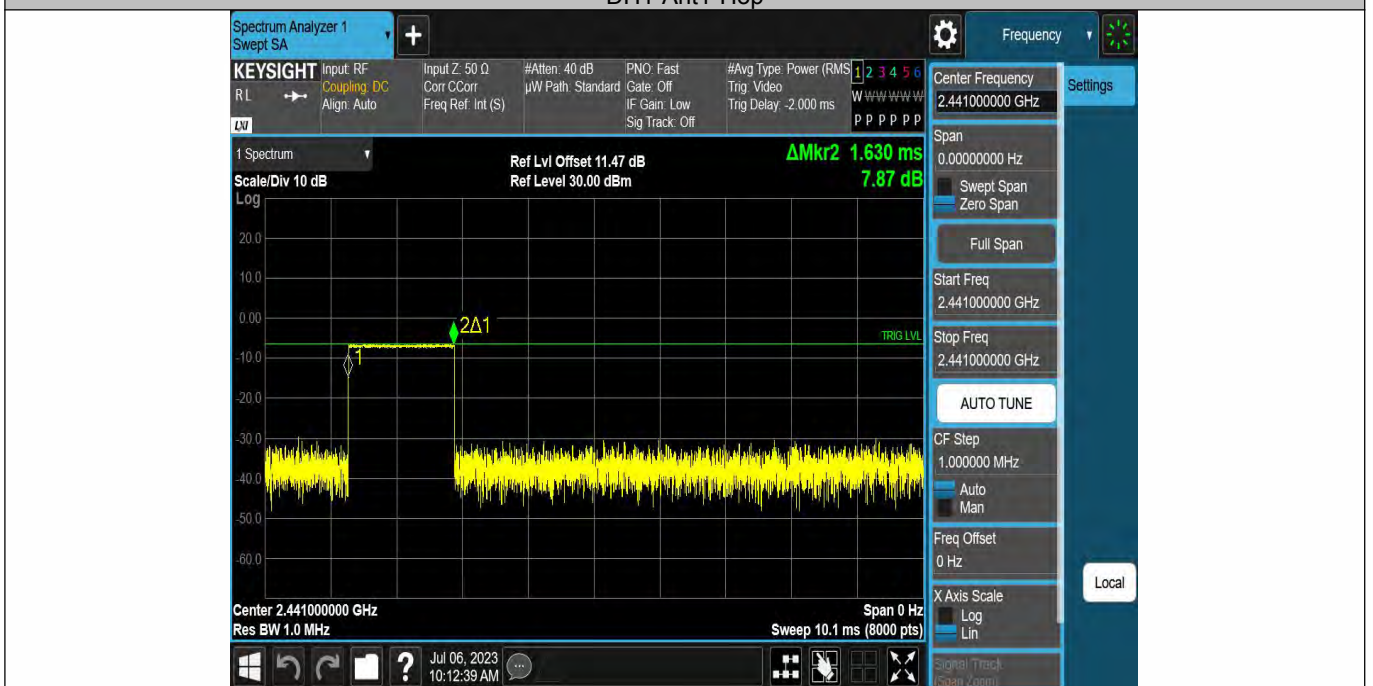 Spectrum Analyzer 1
Swept SA
Frequency
KEYSIGHT
RL
LXI
Input: RF
Coupling: DC
Align: Auto
Input Z: 50 Ω
Corr CCorr
Freq Ref: Int (S)
#Atten: 40 dB
µW Path: Standard
PNO: Fast
Gate: Off
IF Gain: Low
Sig Track: Off
#Avg Type: Power (RMS
Trig: Video
Trig Delay: -2.000 ms
1 2 3 4 5 6
W W W W W W
P P P P P P
1 Spectrum
Scale/Div 10 dB
Log
Ref Lvl Offset 11.47 dB
Ref Level 30.00 dBm
ΔMkr2 1.630 ms
7.87 dB
20.0
10.0
0.00
-10.0
-20.0
-30.0
-40.0
-50.0
-60.0
2Δ1
1
TRIG LVL
Center 2.441000000 GHz
Res BW 1.0 MHz
Span 0 Hz
Sweep 10.1 ms (8000 pts)
Center Frequency
2.441000000 GHz
Settings
Span
0.00000000 Hz
Swept Span
Zero Span
Full Span
Start Freq
2.441000000 GHz
Stop Freq
2.441000000 GHz
AUTO TUNE
CF Step
1.000000 MHz
Auto
Man
Freq Offset
0 Hz
X Axis Scale
Log
Lin
Local
Signal Track
(Span Zoom)
?
Jul 06, 2023
10:12:39 AM